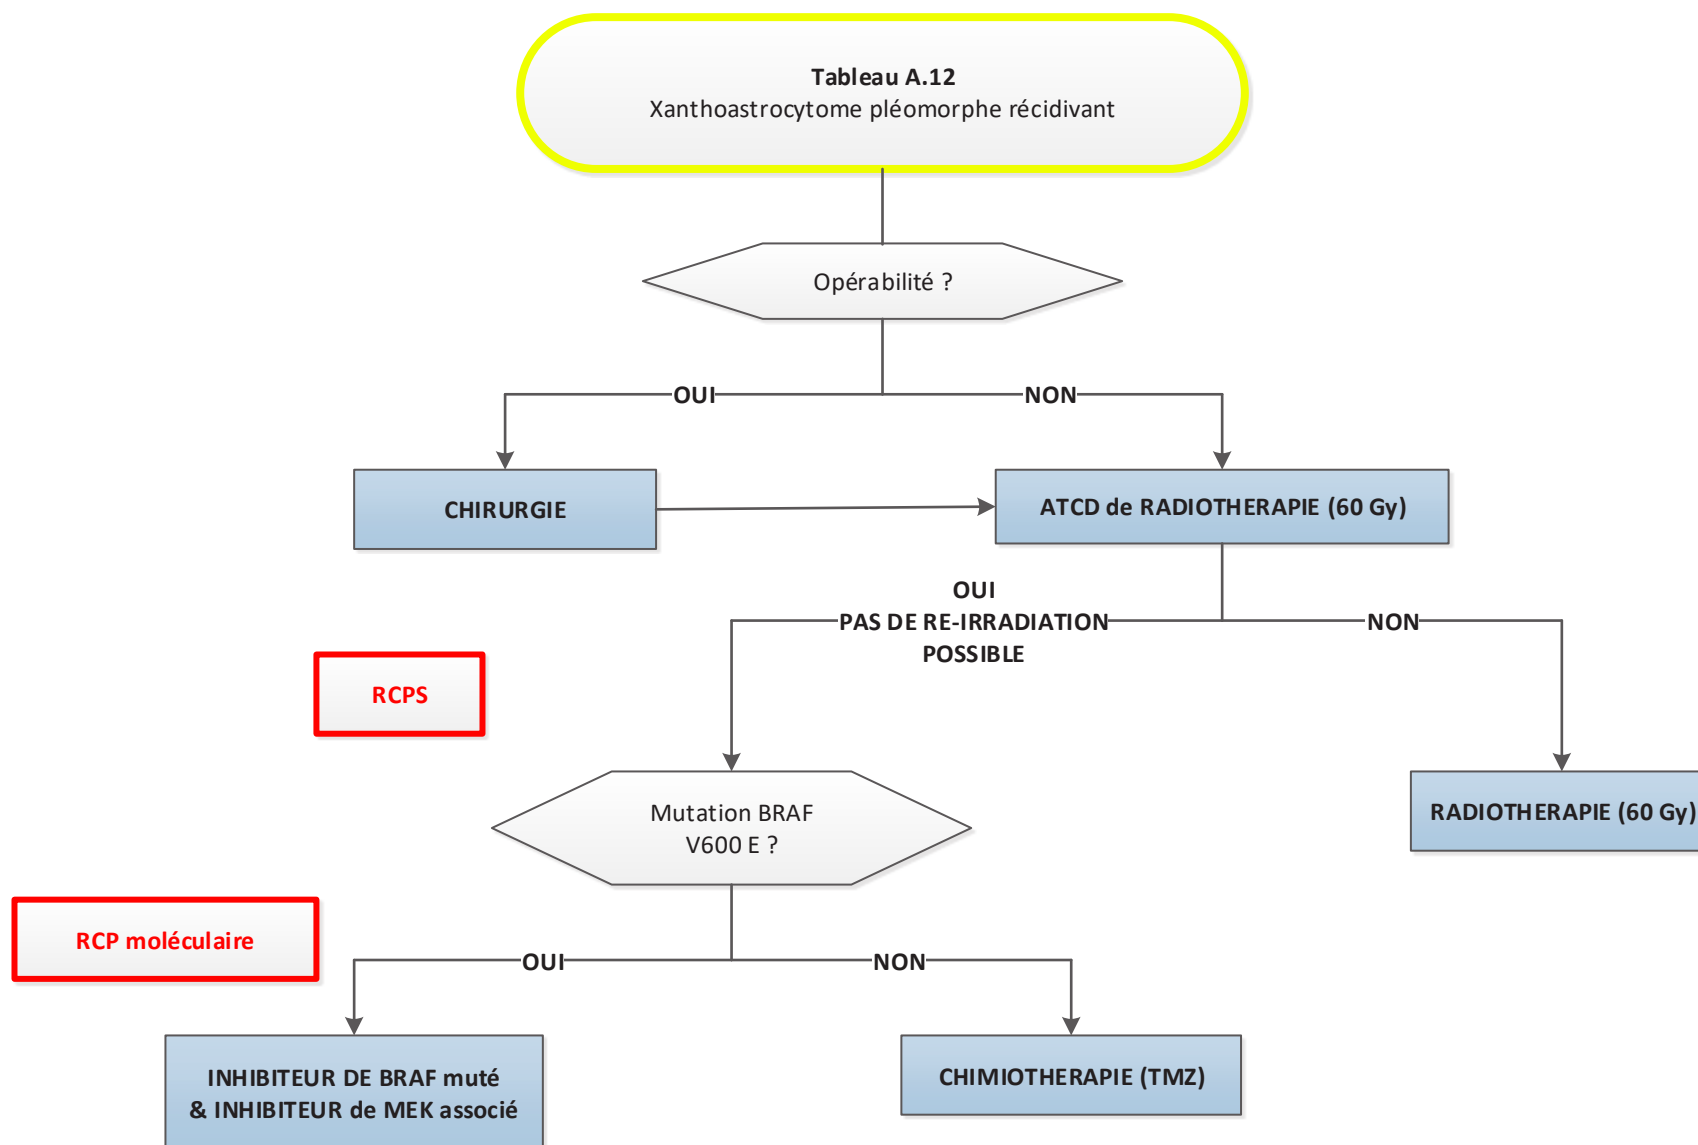 Tableau A.12
Xanthoastrocytome pléomorphe récidivant
Opérabilité ?
OUI
NON
CHIRURGIE
ATCD de RADIOTHERAPIE (60 Gy)
OUI
PAS DE RE-IRRADIATION
POSSIBLE
NON
RCPS
Mutation BRAF
V600 E ?
RADIOTHERAPIE (60 Gy)
RCP moléculaire
OUI
NON
INHIBITEUR DE BRAF muté
& INHIBITEUR de MEK associé
CHIMIOTHERAPIE (TMZ)